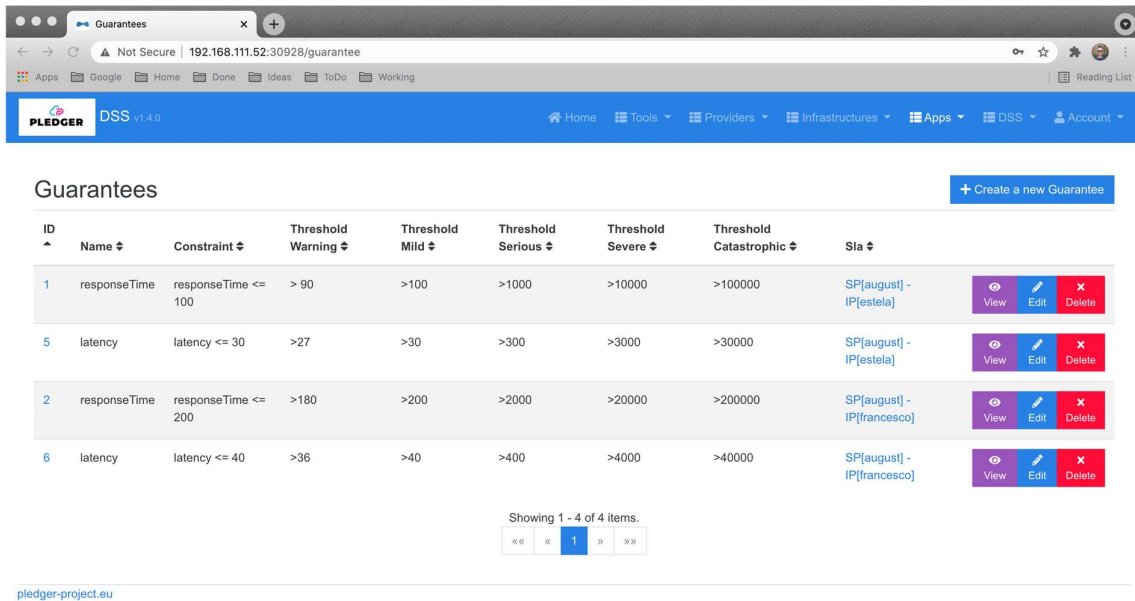 Guarantees
Not Secure | 192.168.111.52:30928/guarantee
Apps Google Home Done Ideas ToDo Working Reading List
PLEDGER DSS v1.4.0 Home Tools Providers Infrastructures Apps DSS Account
Guarantees
+ Create a new Guarantee
ID Name Constraint Threshold Warning Threshold Mild Threshold Serious Threshold Severe Threshold Catastrophic Sla
1 responseTime responseTime <= 100 > 90 >100 >1000 >10000 >100000 SP[august] - IP[estela] View Edit Delete
5 latency latency <= 30 >27 >30 >300 >3000 >30000 SP[august] - IP[estela] View Edit Delete
2 responseTime responseTime <= 200 >180 >200 >2000 >20000 >200000 SP[august] - IP[francesco] View Edit Delete
6 latency latency <= 40 >36 >40 >400 >4000 >40000 SP[august] - IP[francesco] View Edit Delete
Showing 1 - 4 of 4 items.
«« « 1 » »»
pledger-project.eu